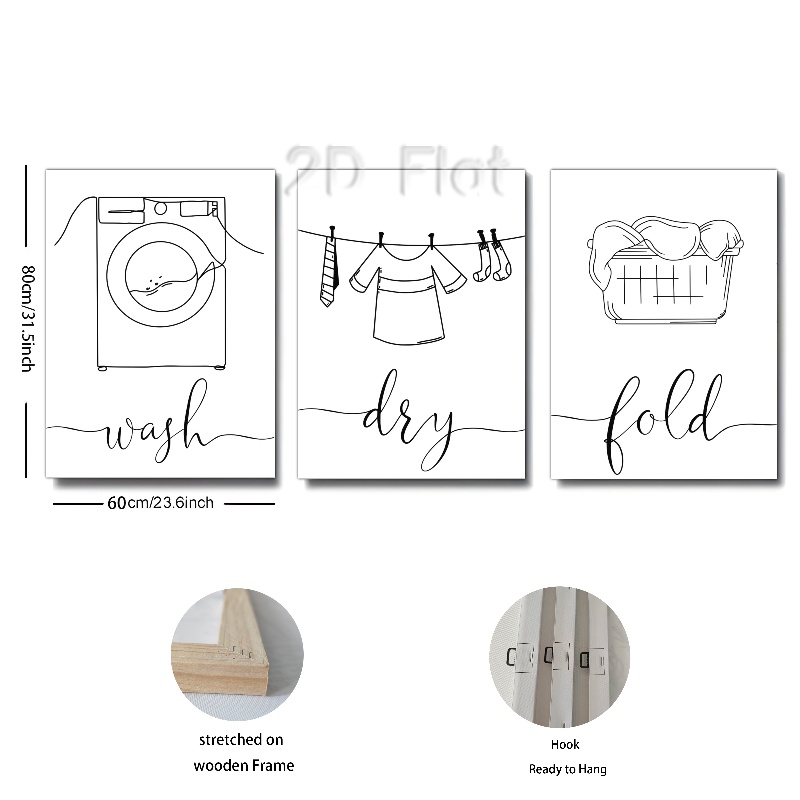 2D Flat
80cm/31.5inch
wash
dry
fold
60cm/23.6inch
stretched on
wooden Frame
Hook
Ready to Hang